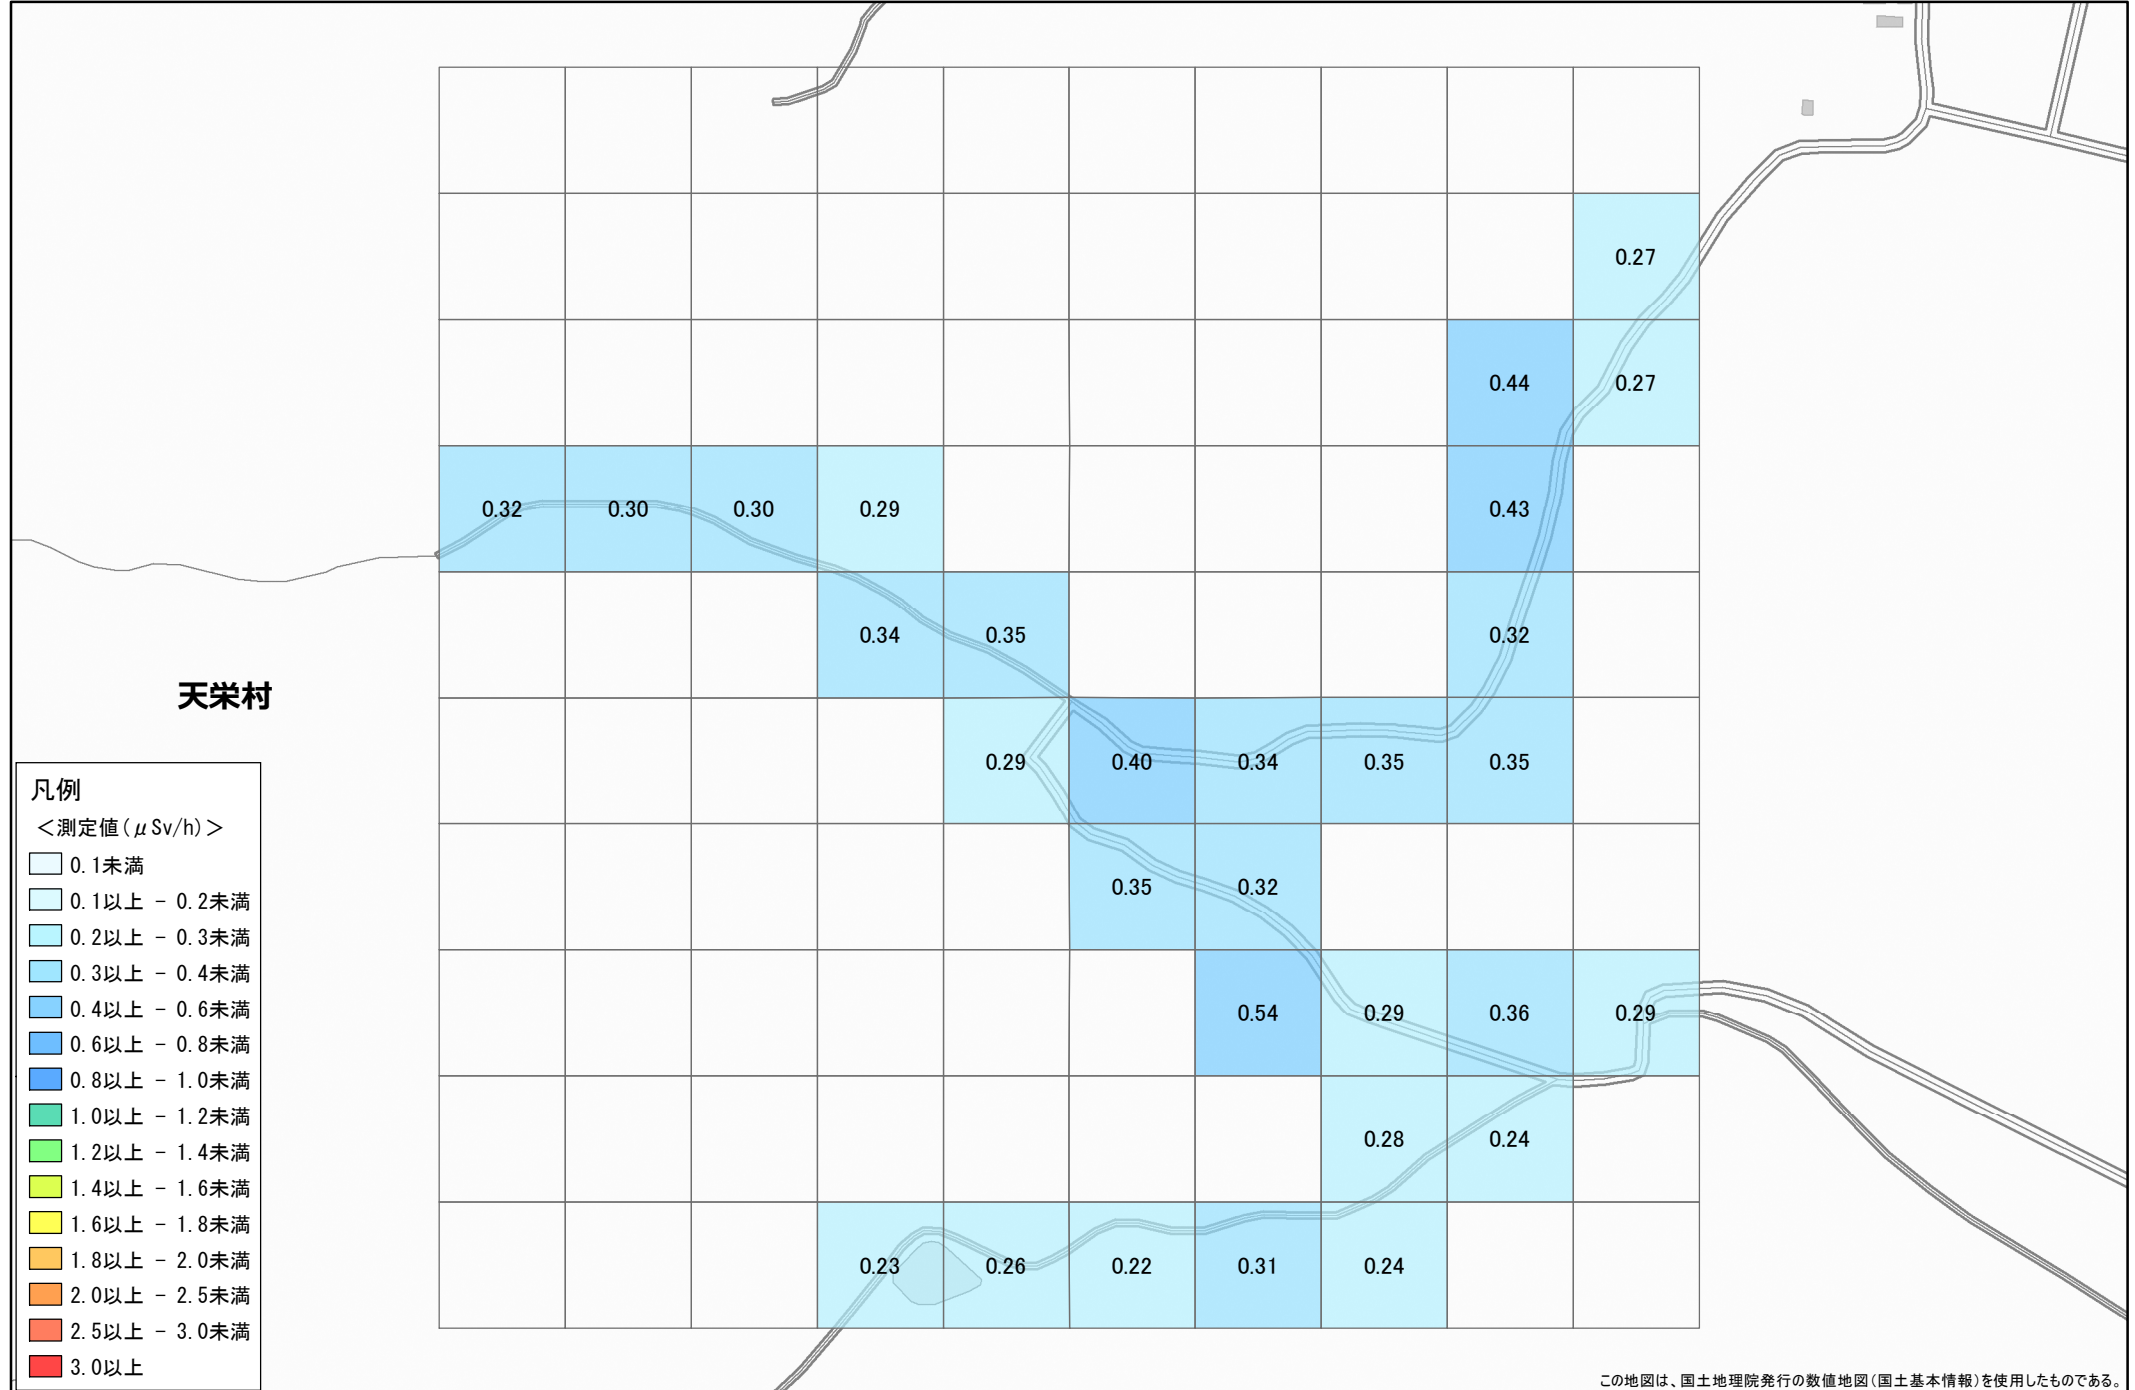 0.27
0.44 0.27
0.32 0.30 0.30 0.29 0.43
0.34 0.35 0.32
天栄村
0.29 0.40 0.34 0.35 0.35
0.35 0.32
0.54 0.29 0.36 0.29
0.28 0.24
0.23 0.26 0.22 0.31 0.24
凡例
＜測定値(μSv/h)＞
0.1未満
0.1以上 － 0.2未満
0.2以上 － 0.3未満
0.3以上 － 0.4未満
0.4以上 － 0.6未満
0.6以上 － 0.8未満
0.8以上 － 1.0未満
1.0以上 － 1.2未満
1.2以上 － 1.4未満
1.4以上 － 1.6未満
1.6以上 － 1.8未満
1.8以上 － 2.0未満
2.0以上 － 2.5未満
2.5以上 － 3.0未満
3.0以上
この地図は、国土地理院発行の数値地図(国土基本情報)を使用したものである。